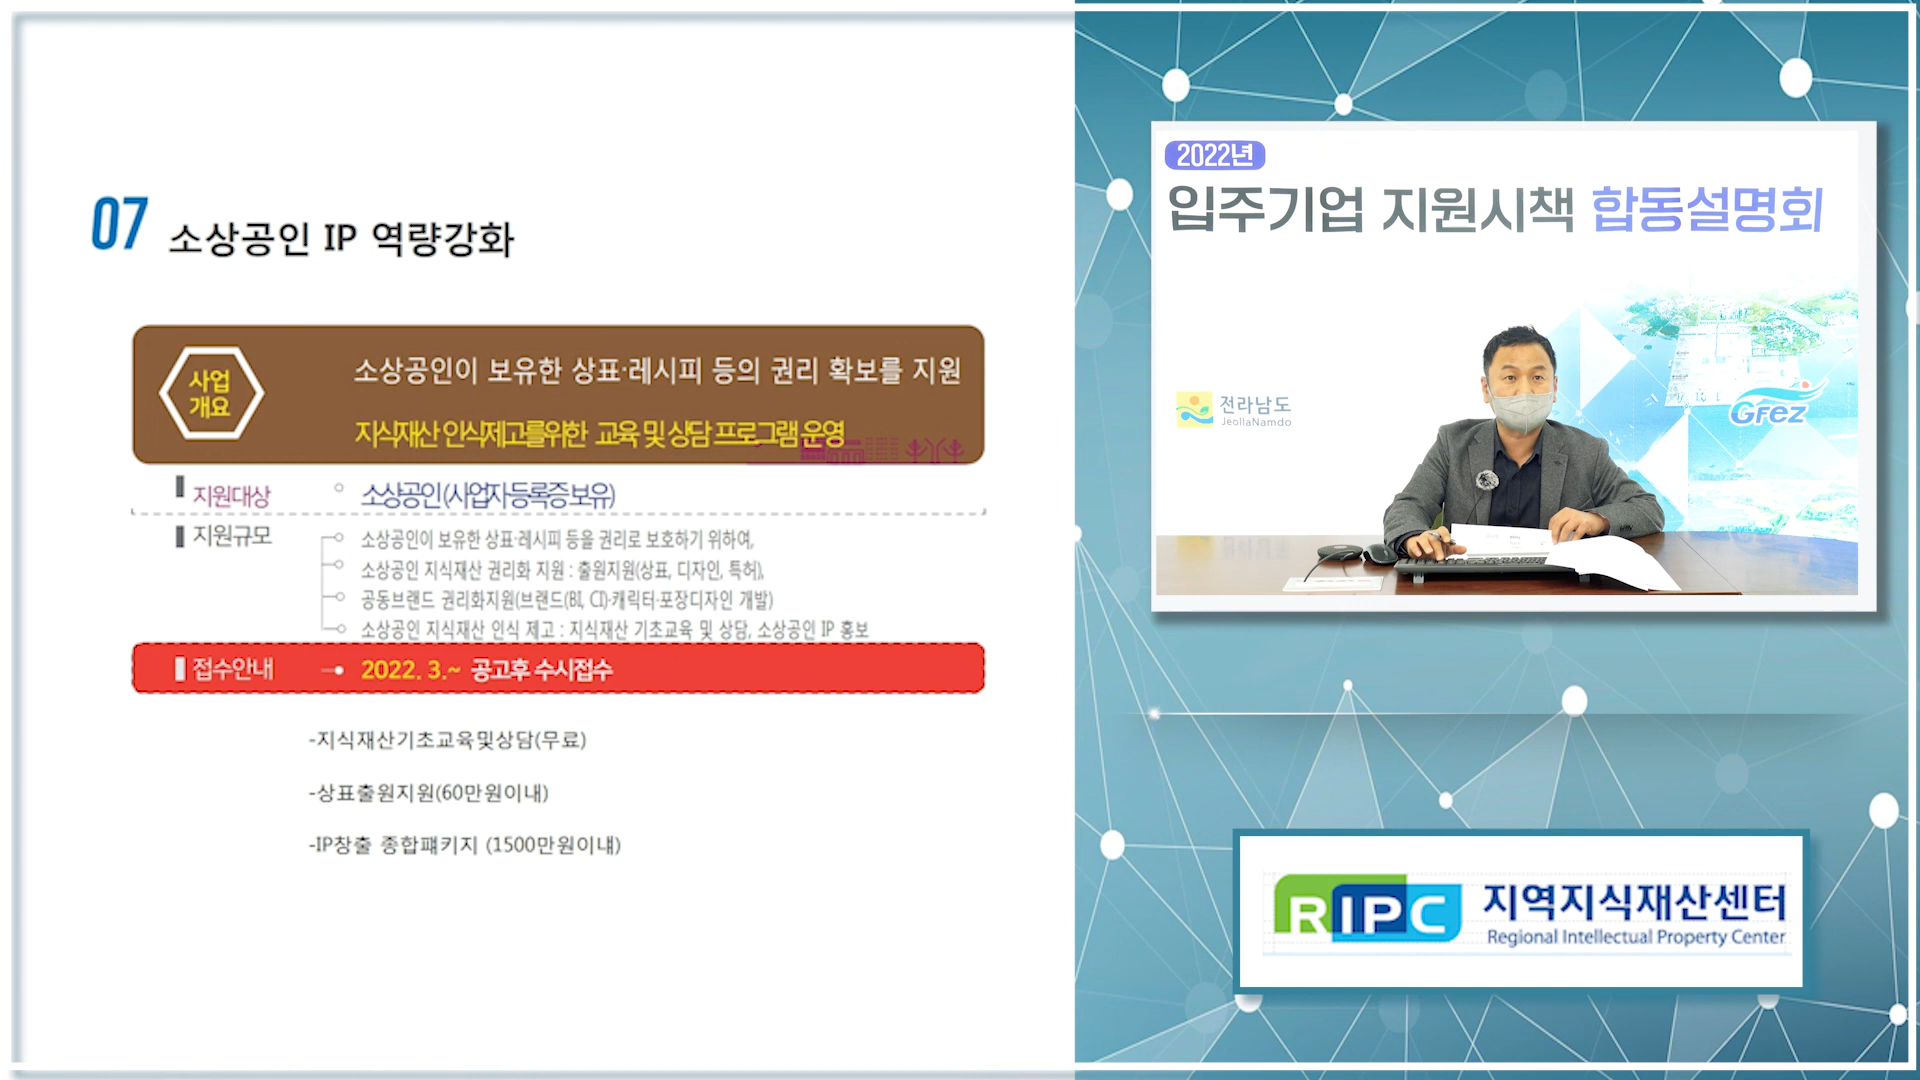 07 소상공인 IP 역량강화
사업
개요
소상공인이 보유한 상표·레시피 등의 권리 확보를 지원
지식재산 인식제고를위한 교육 및 상담 프로그램 운영
지원대상
소상공인(사업자등록증보유)
지원규모
소상공인이 보유한 상표·레시피 등을 권리로 보호하기 위하여,
소상공인 지식재산 권리화 지원 : 출원지원(상표, 디자인, 특허),
공동브랜드 권리화지원(브랜드(BI, CI)·캐릭터·포장디자인 개발)
소상공인 지식재산 인식 제고 : 지식재산 기초교육 및 상담, 소상공인 IP 홍보
접수안내
2022. 3.~ 공고후 수시접수
-지식재산기초교육및상담(무료)
-상표출원지원(60만원이내)
-IP창출 종합퍠키지 (1500만원이냬)
2022년
입주기업 지원시책 합동설명회
전라남도
JeollaNamdo
GFez
RIPC 지역지식재산센터
Regional Intellectual Property Center